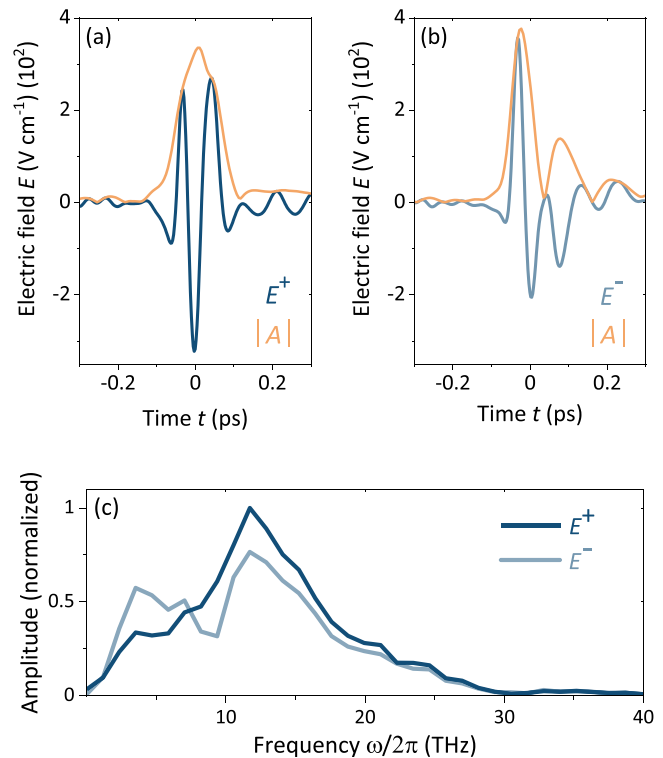 (a)
Electric field E (V cm⁻¹) (10²)
4
2
0
-2
-0.2
0
0.2
Time t (ps)
E⁺
|A|
(b)
Electric field E (V cm⁻¹) (10²)
4
2
0
-2
-0.2
0
0.2
Time t (ps)
E⁻
|A|
(c)
Amplitude (normalized)
1
0.5
0
10
20
30
40
Frequency ω/2π (THz)
E⁺
E⁻